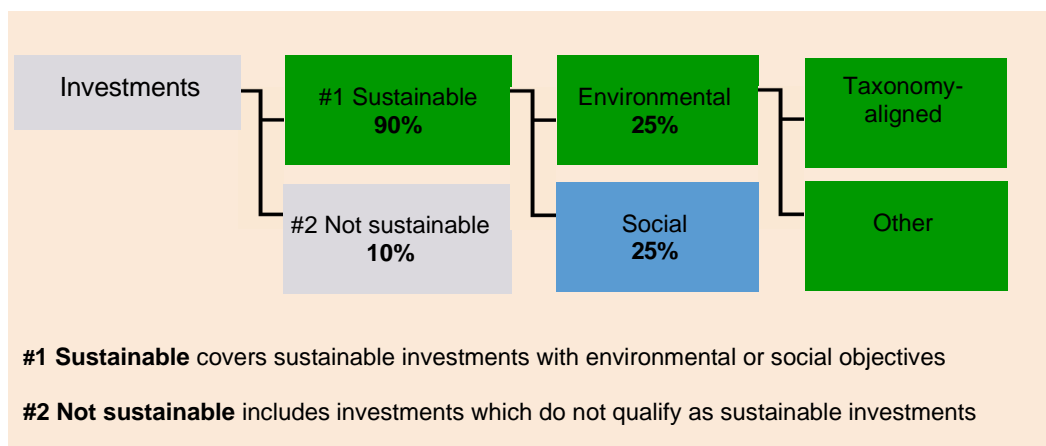 Investments
#1 Sustainable
90%
#2 Not sustainable
10%
Environmental
25%
Social
25%
Taxonomy-
aligned
Other
#1 Sustainable covers sustainable investments with environmental or social objectives
#2 Not sustainable includes investments which do not qualify as sustainable investments